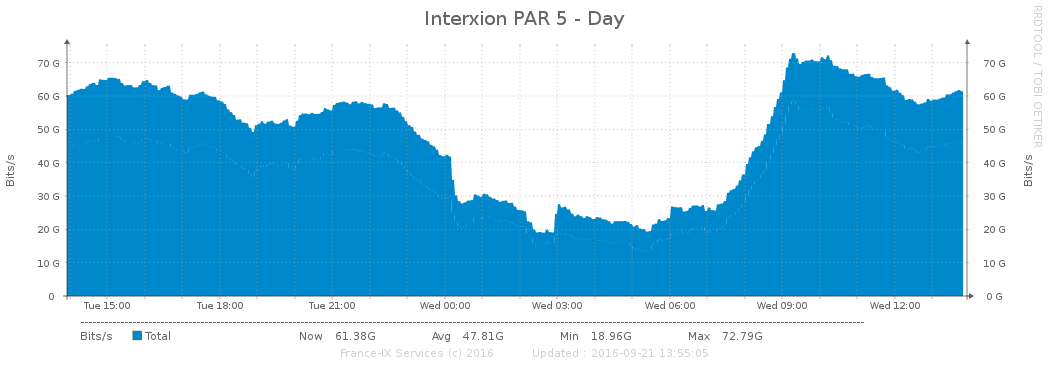 Interxion PAR 5 - Day
RRDTOOL / TOBI OETIKER
Bits/s
70 G 70 G
60 G 60 G
50 G 50 G
40 G 40 G
30 G 30 G
20 G 20 G
10 G 10 G
0 0 G
Bits/s
Tue 15:00 Tue 18:00 Tue 21:00 Wed 00:00 Wed 03:00 Wed 06:00 Wed 09:00 Wed 12:00
Bits/s Total Now 61.38G Avg 47.81G Min 18.96G Max 72.79G
France-IX Services (c) 2016 Updated : 2016-09-21 13:55:05